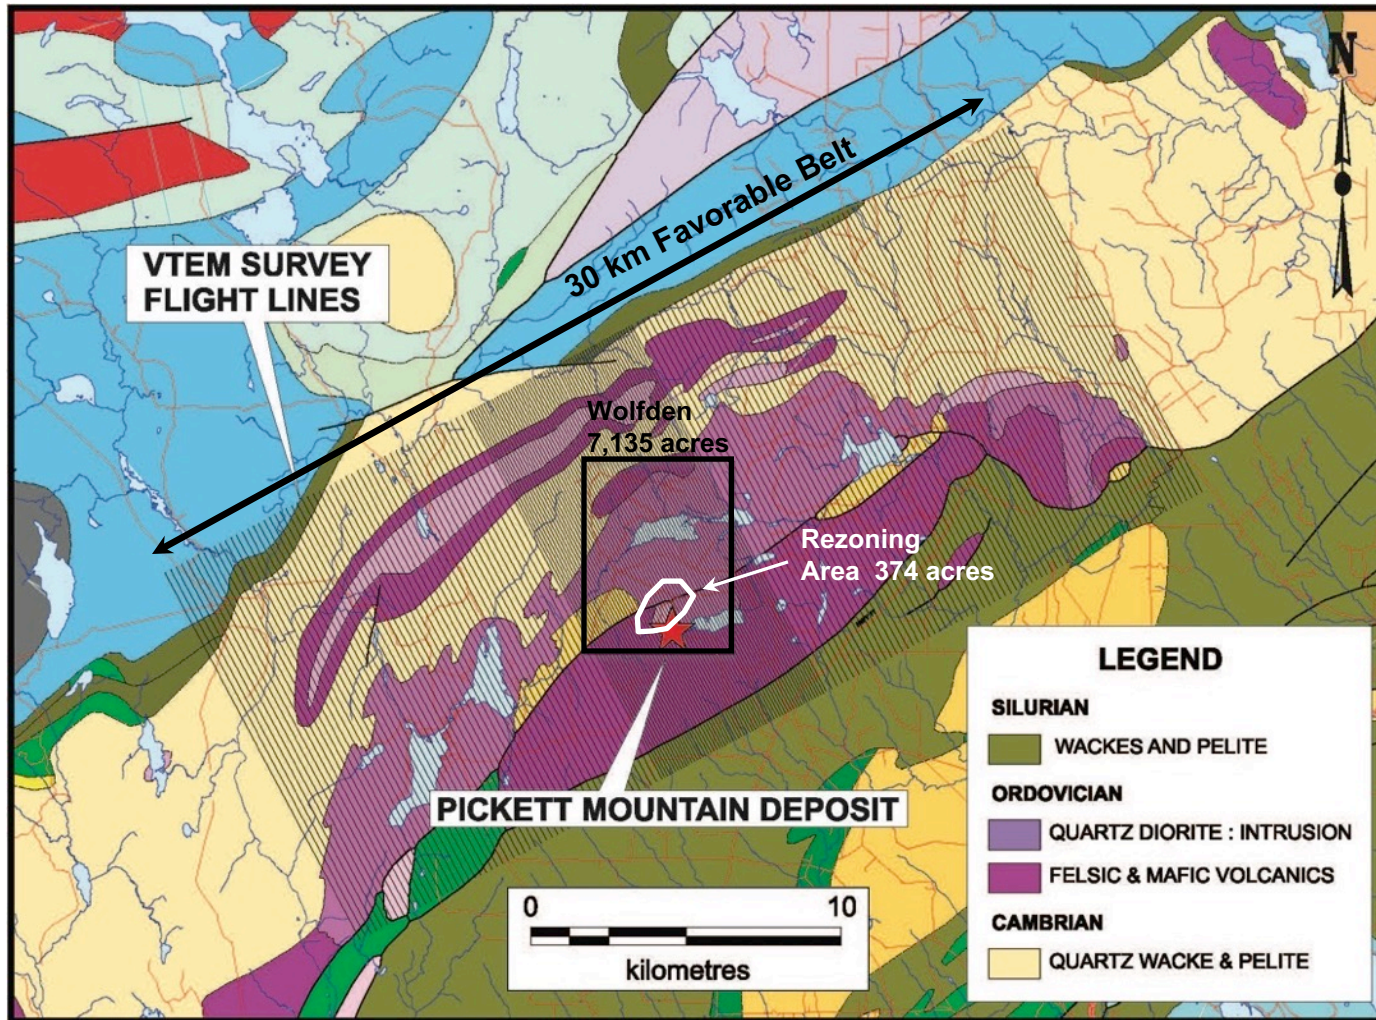 N
30 km Favorable Belt
VTEM SURVEY
FLIGHT LINES
Wolfden
7,135 acres
Rezoning
Area 374 acres
PICKETT MOUNTAIN DEPOSIT
0 10
kilometres
LEGEND
SILURIAN
WACKES AND PELITE
ORDOVICIAN
QUARTZ DIORITE : INTRUSION
FELSIC & MAFIC VOLCANICS
CAMBRIAN
QUARTZ WACKE & PELITE